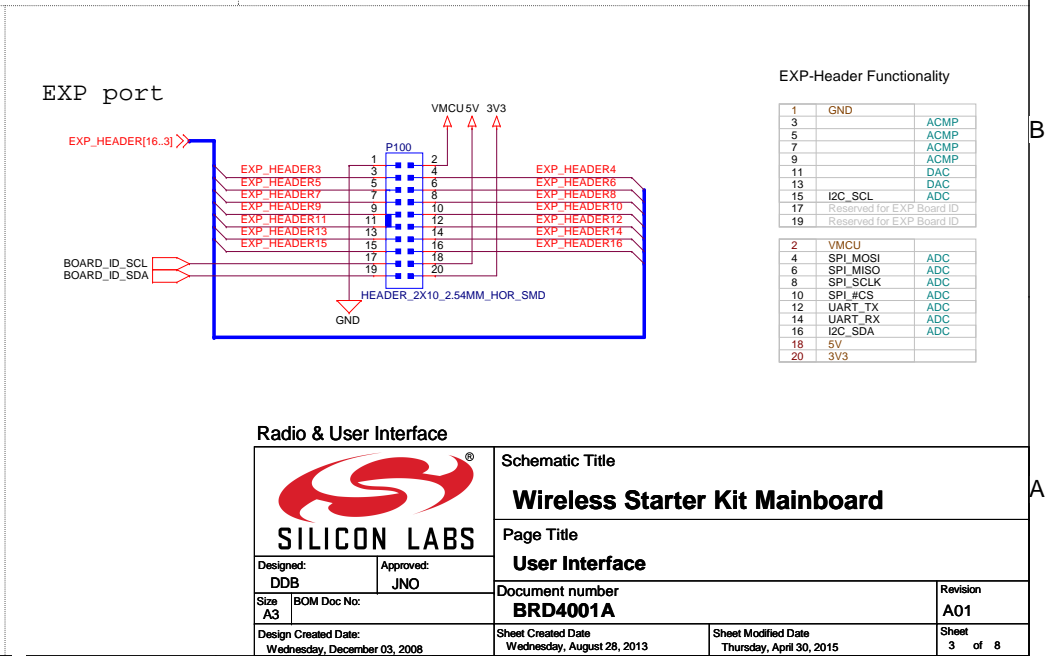 EXP-Header Functionality
EXP port
1 GND
3 ACMP
5 ACMP
7 ACMP
9 ACMP
11 DAC
13 DAC
15 I2C_SCL ADC
17 Reserved for EXP Board ID
19 Reserved for EXP Board ID
2 VMCU
4 SPI_MOSI ADC
6 SPI_MISO ADC
8 SPI_SCLK ADC
10 SPI_#CS ADC
12 UART_TX ADC
14 UART_RX ADC
16 I2C_SDA ADC
18 5V
20 3V3
B
VMCU 5V 3V3
EXP_HEADER[16..3]
P100
1 2
EXP_HEADER3 3 4 EXP_HEADER4
EXP_HEADER5 5 6 EXP_HEADER6
EXP_HEADER7 7 8 EXP_HEADER8
EXP_HEADER9 9 10 EXP_HEADER10
EXP_HEADER11 11 12 EXP_HEADER12
EXP_HEADER13 13 14 EXP_HEADER14
EXP_HEADER15 15 16 EXP_HEADER16
BOARD_ID_SCL 17 18
BOARD_ID_SDA 19 20
HEADER_2X10_2.54MM_HOR_SMD
GND
Radio & User Interface
®
SILICON LABS
Schematic Title
Wireless Starter Kit Mainboard
A
Page Title
User Interface
Designed:
DDB
Approved:
JNO
Size
A3
BOM Doc No:
Document number
BRD4001A
Revision
A01
Design Created Date:
Wednesday, December 03, 2008
Sheet Created Date
Wednesday, August 28, 2013
Sheet Modified Date
Thursday, April 30, 2015
Sheet
3 of 8